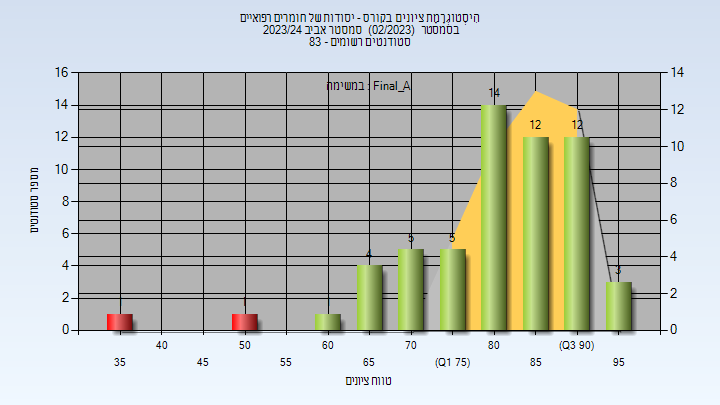 היסטוגרמת ציונים בקורס - יסודות של חומרים רפואיים
בסמסטר (02/2023) סמסטר אביב 2023/24
סטודנטים רשומים - 83
במשימה : Final_A
16 14
14 12
12 10
10 8
8 6
6 4
4 2
2 0
0
מספר סטודנטים
1 1 4 5 5 14 12 12 3
40 50 60 70 80 (Q3 90)
35 45 55 65 (Q1 75) 85 95
טווח ציונים